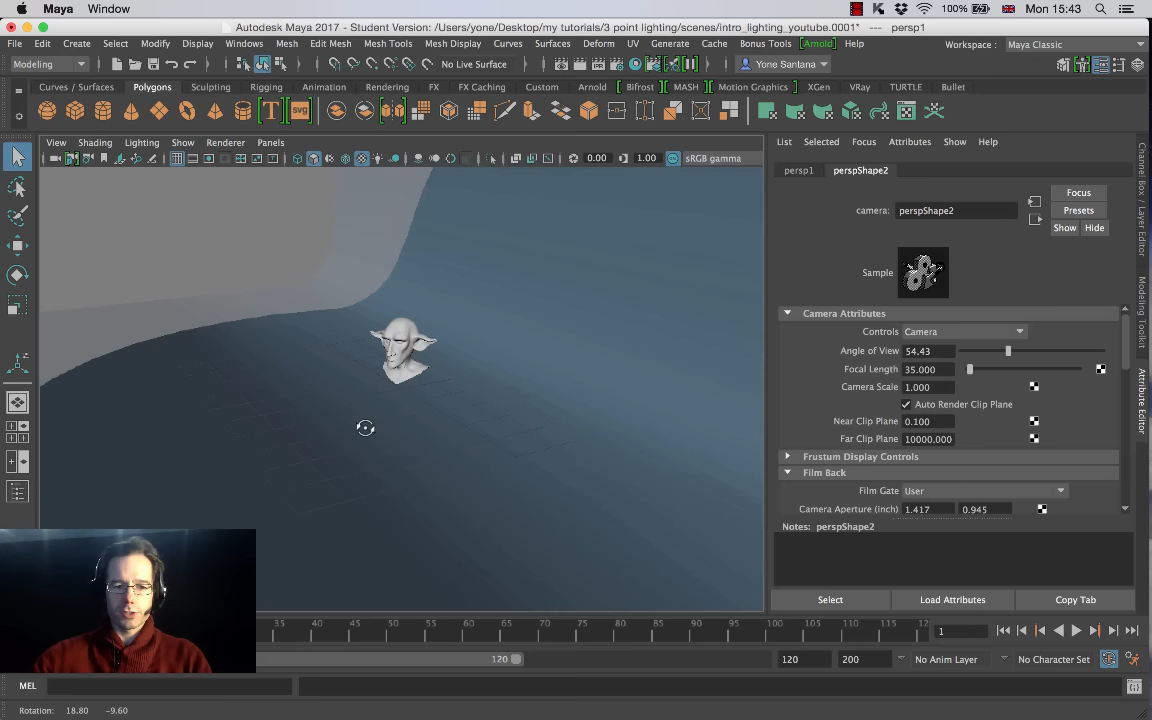 Maya Window 100% Mon 15:43
Autodesk Maya 2017 - Student Version: /Users/yone/Desktop/my tutorials/3 point lighting/scenes/intro_lighting_youtube.0001* --- persp1
File Edit Create Select Modify Display Windows Mesh Edit Mesh Mesh Tools Mesh Display Curves Surfaces Deform UV Generate Cache Bonus Tools [Arnold] Help Workspace : Maya Classic
Modeling No Live Surface Yone Santana
Curves / Surfaces Polygons Sculpting Rigging Animation Rendering FX FX Caching Custom Arnold Bifrost MASH Motion Graphics XGen VRay TURTLE Bullet
T SVG
View Shading Lighting Show Renderer Panels
0.00 1.00 sRGB gamma
List Selected Focus Attributes Show Help
persp1 perspShape2
camera: perspShape2
Focus
Presets
Show Hide
Sample
Camera Attributes
Controls Camera
Angle of View 54.43
Focal Length 35.000
Camera Scale 1.000
Auto Render Clip Plane
Near Clip Plane 0.100
Far Clip Plane 10000.000
Frustum Display Controls
Film Back
Film Gate User
Camera Aperture (inch) 1.417 0.945
Notes: perspShape2
Select Load Attributes Copy Tab
Channel Box / Layer Editor
Modeling Toolkit
Attribute Editor
35 40 45 50 55 60 65 70 75 80 85 90 95 100 105 110 115 12 1
120 120 200 No Anim Layer No Character Set
MEL
Rotation: 18.80 -9.60